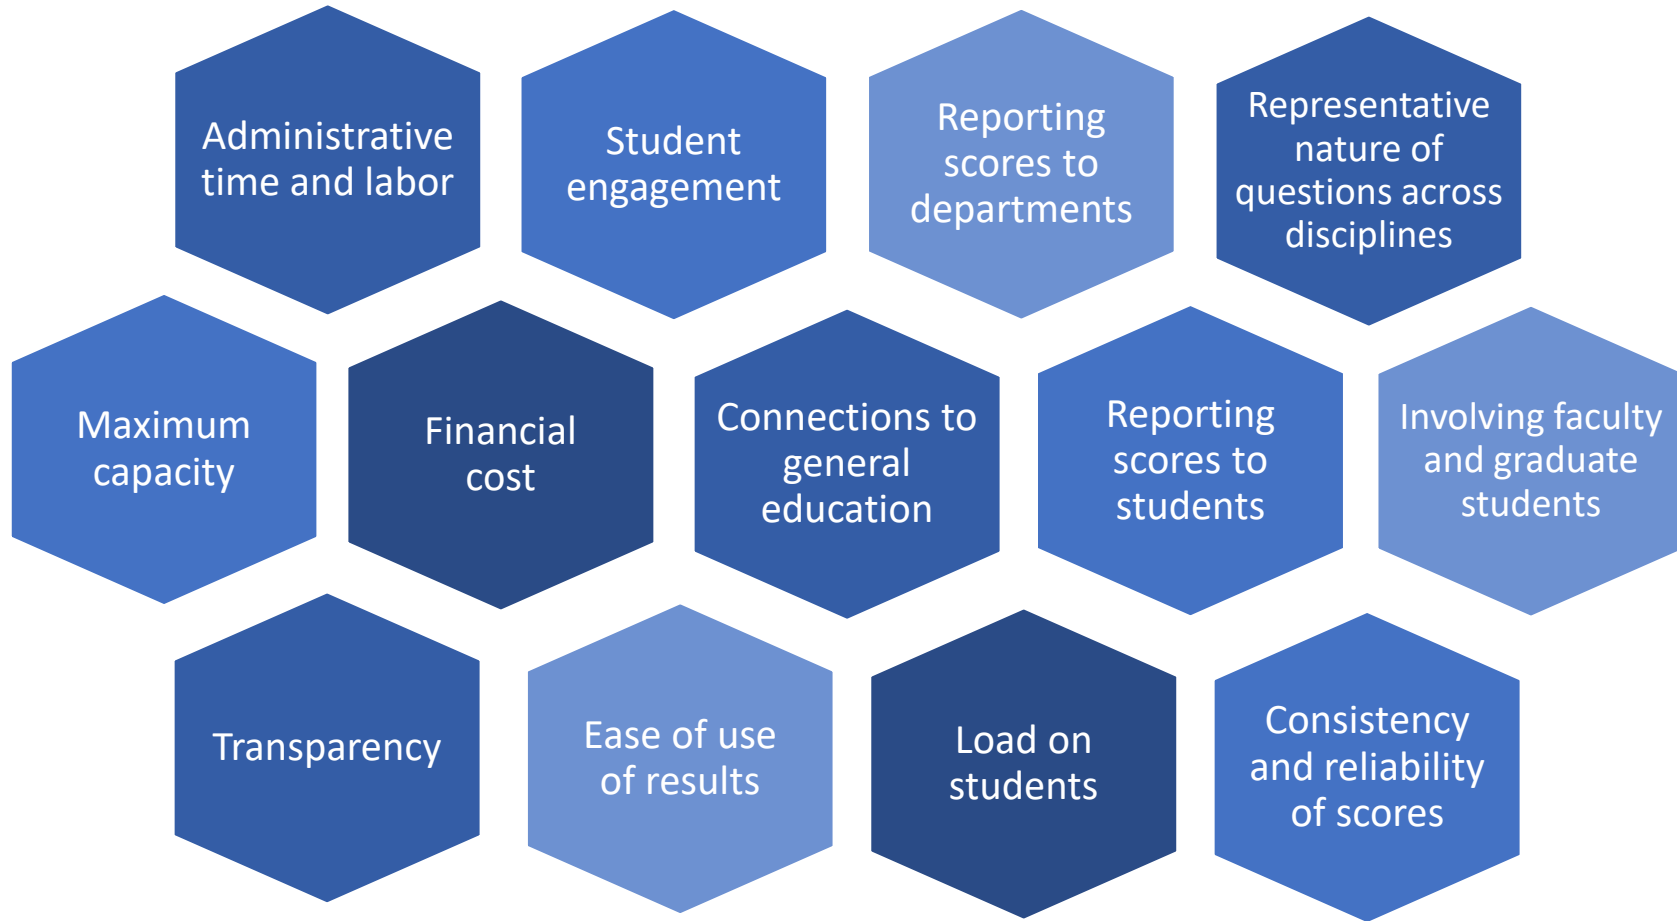 Administrative
time and labor
Student
engagement
Reporting
scores to
departments
Representative
nature of
questions across
disciplines
Maximum
capacity
Financial
cost
Connections to
general
education
Reporting
scores to
students
Involving faculty
and graduate
students
Transparency
Ease of use
of results
Load on
students
Consistency
and reliability
of scores